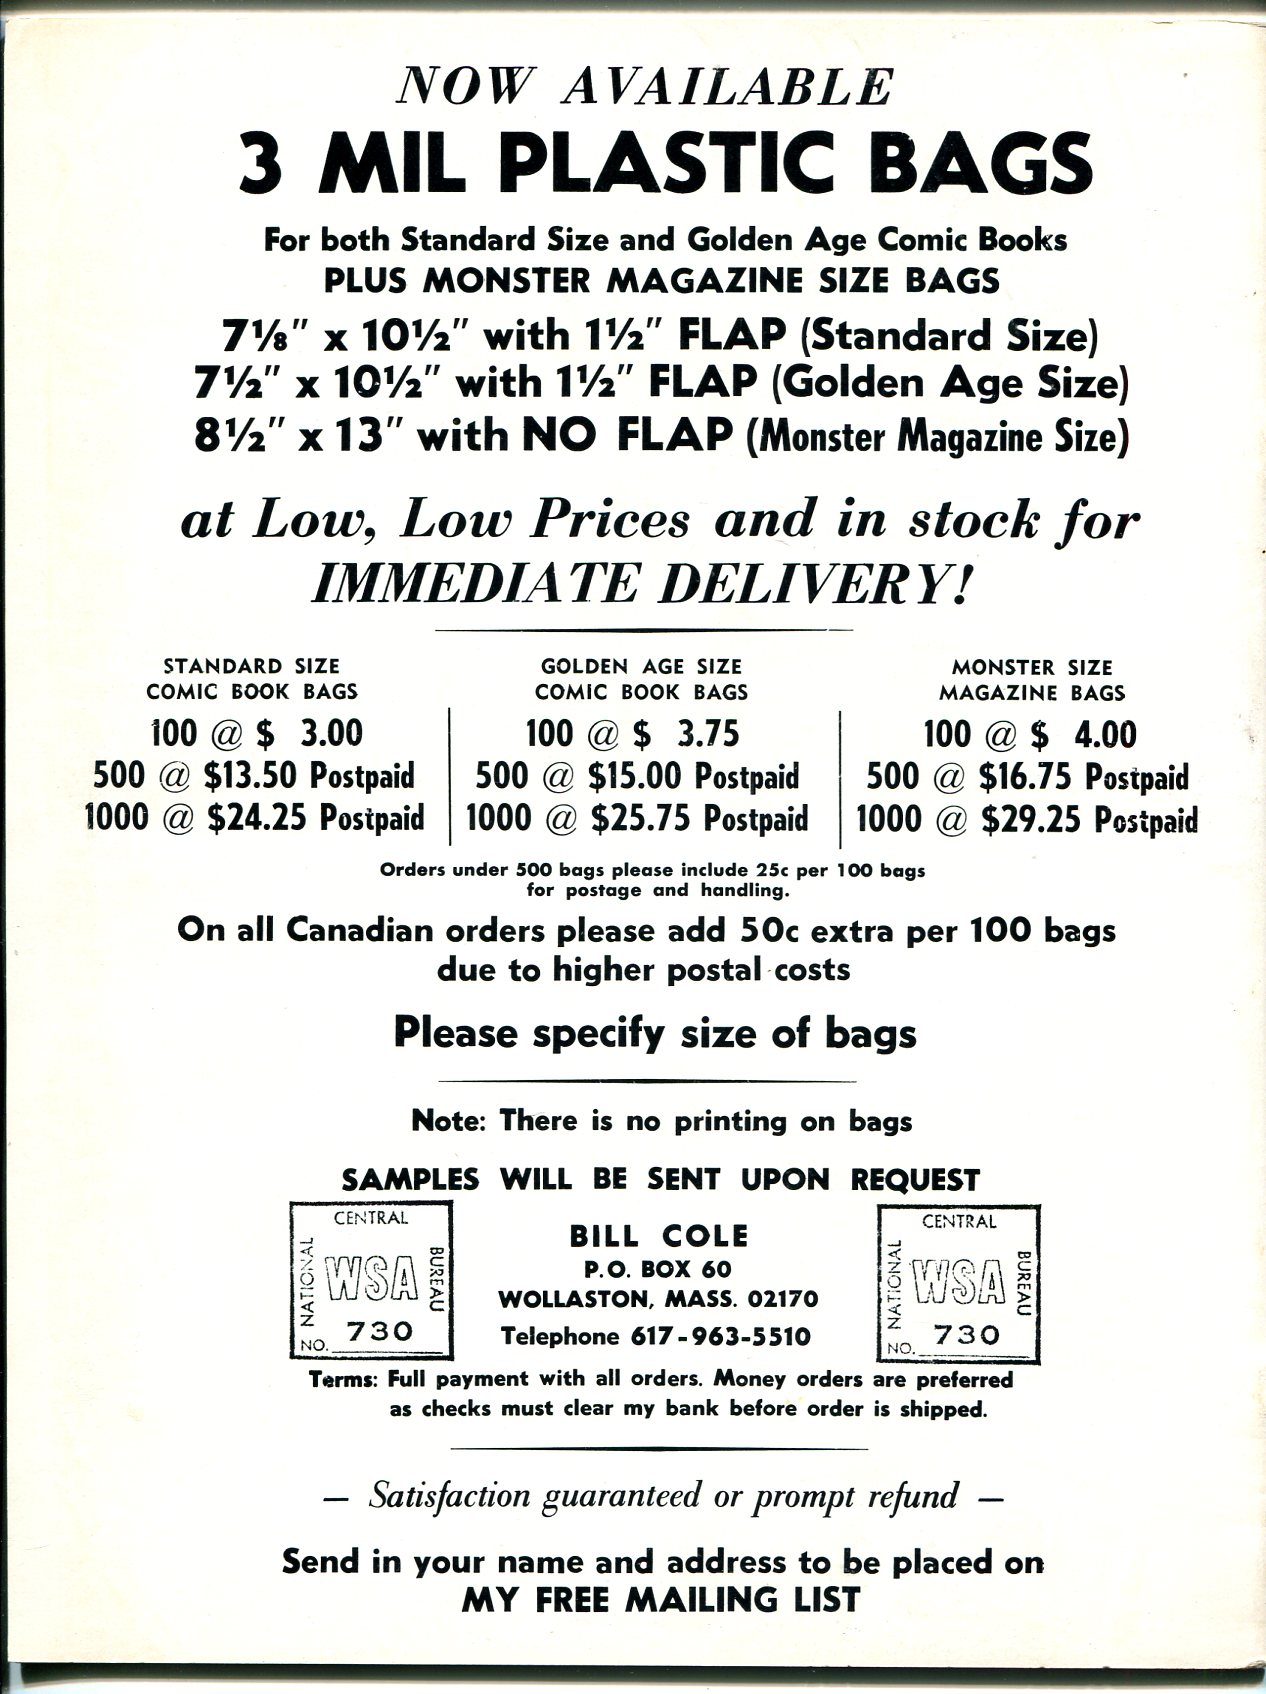 NOW AVAILABLE
3 MIL PLASTIC BAGS
For both Standard Size and Golden Age Comic Books
PLUS MONSTER MAGAZINE SIZE BAGS
7⅛" x 10½" with 1½" FLAP (Standard Size)
7½" x 10½" with 1½" FLAP (Golden Age Size)
8½" x 13" with NO FLAP (Monster Magazine Size)
at Low, Low Prices and in stock for
IMMEDIATE DELIVERY!
STANDARD SIZE
COMIC BOOK BAGS
100 @ $ 3.00
500 @ $13.50 Postpaid
1000 @ $24.25 Postpaid
GOLDEN AGE SIZE
COMIC BOOK BAGS
100 @ $ 3.75
500 @ $15.00 Postpaid
1000 @ $25.75 Postpaid
MONSTER SIZE
MAGAZINE BAGS
100 @ $ 4.00
500 @ $16.75 Postpaid
1000 @ $29.25 Postpaid
Orders under 500 bags please include 25c per 100 bags
for postage and handling.
On all Canadian orders please add 50c extra per 100 bags
due to higher postal costs
Please specify size of bags
Note: There is no printing on bags
SAMPLES WILL BE SENT UPON REQUEST
CENTRAL
NATIONAL
WSA
BUREAU
NO. 730
BILL COLE
P.O. BOX 60
WOLLASTON, MASS. 02170
Telephone 617-963-5510
CENTRAL
NATIONAL
WSA
BUREAU
NO. 730
Terms: Full payment with all orders. Money orders are preferred
as checks must clear my bank before order is shipped.
— Satisfaction guaranteed or prompt refund —
Send in your name and address to be placed on
MY FREE MAILING LIST